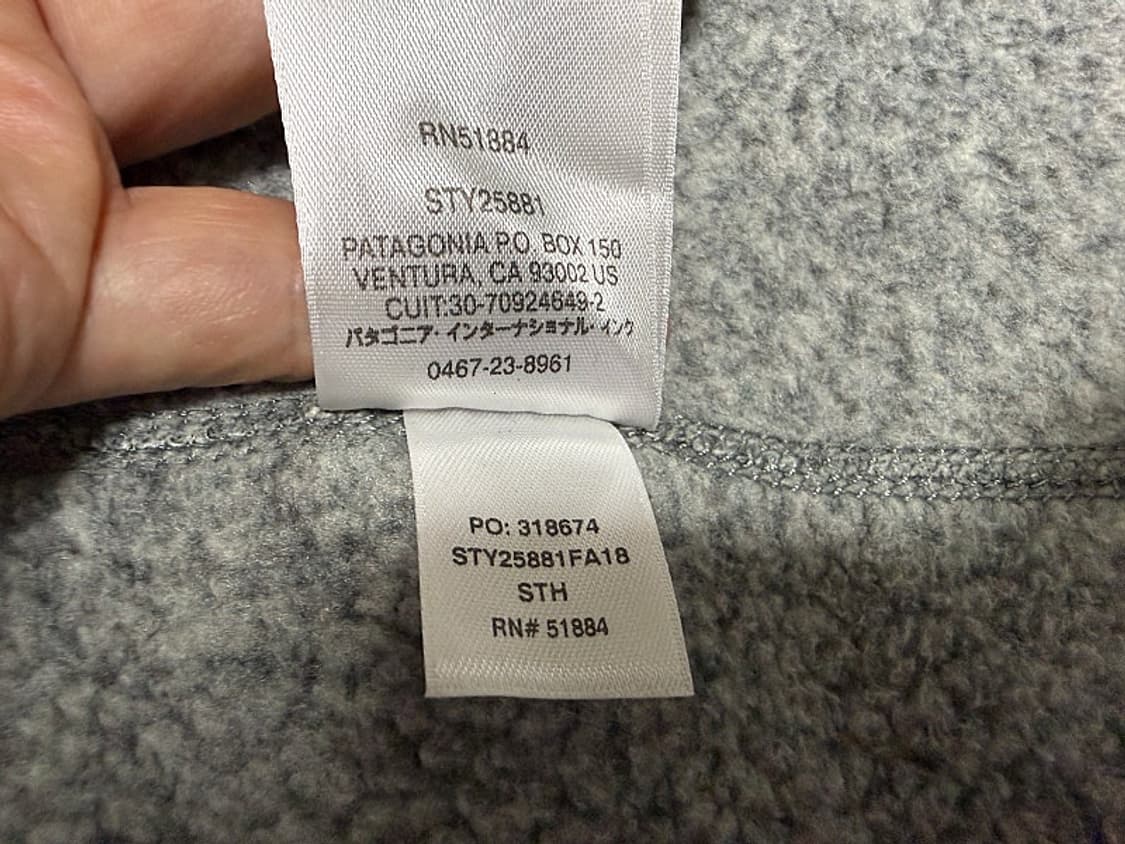 RN51884
STY25881
PATAGONIA P.O. BOX 150
VENTURA, CA 93002 US
CUIT:30-70924649-2
パタゴニア・インターナショナル・インク
0467-23-8961
PO: 318674
STY25881FA18
STH
RN# 51884